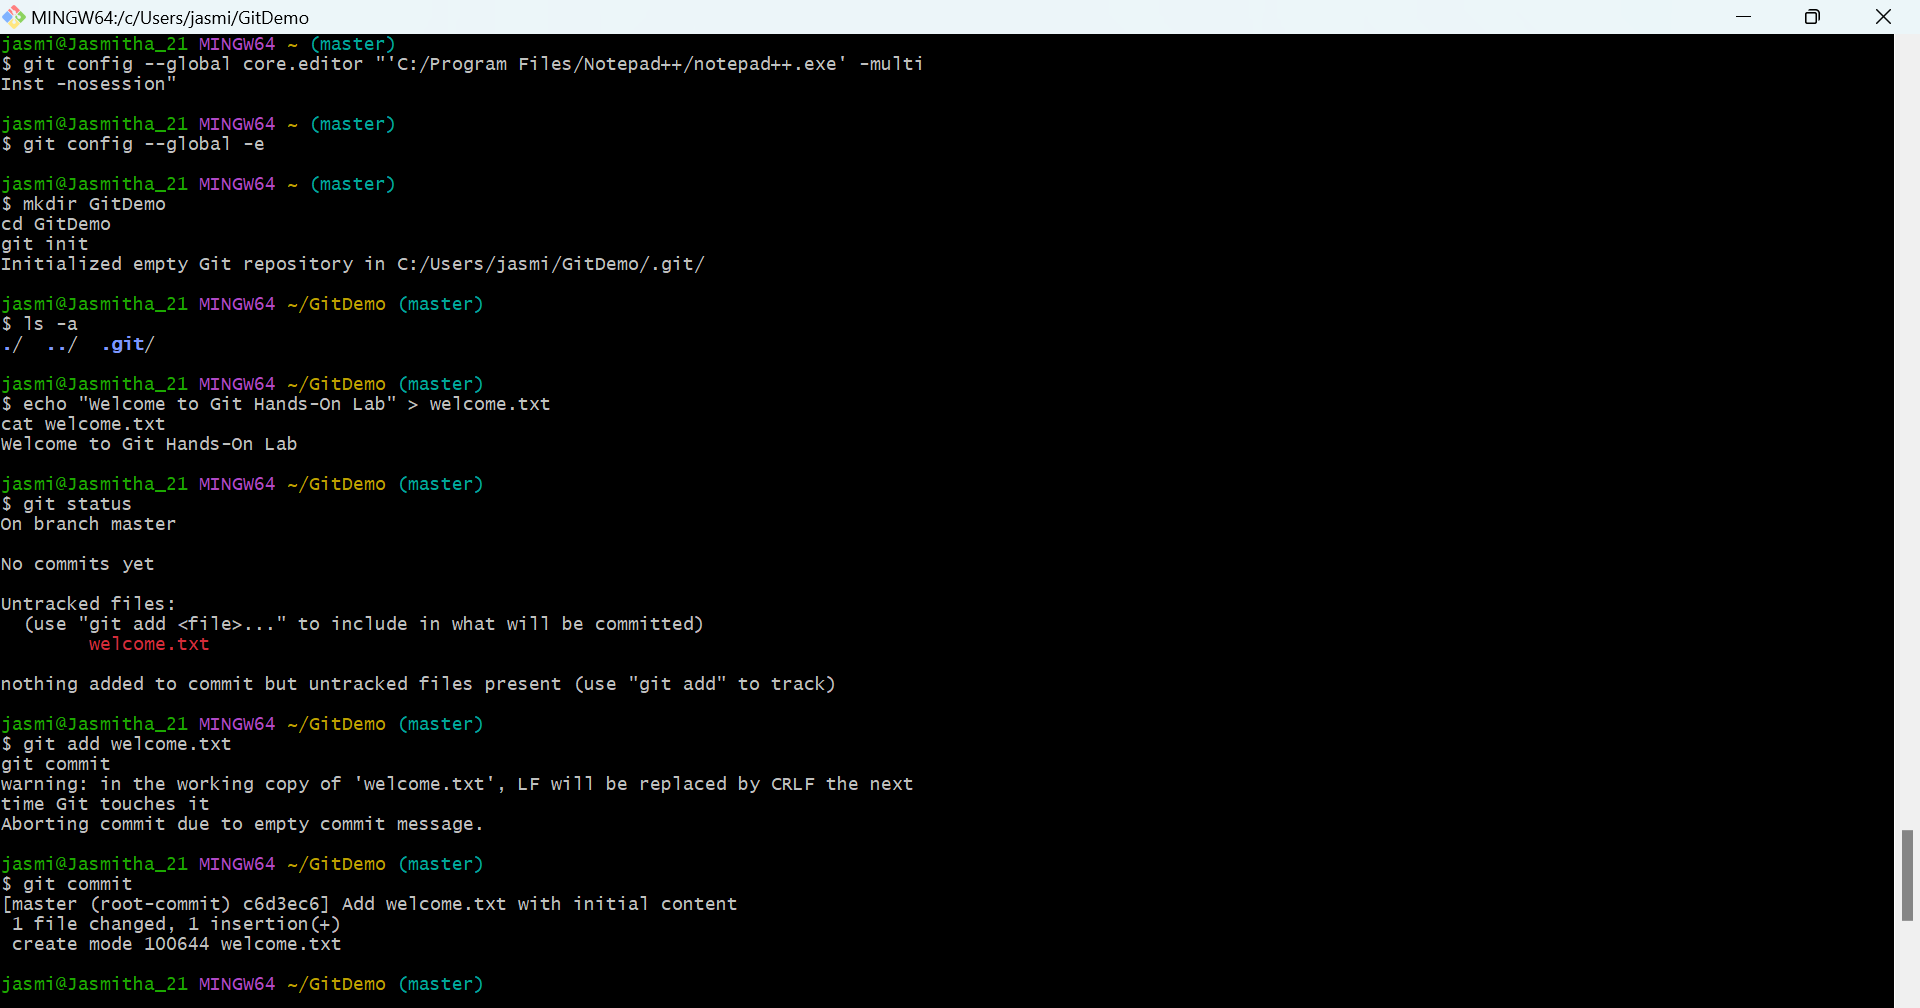 MINGW64:/c/Users/jasmi/GitDemo
jasmi@Jasmitha_21 MINGW64 ~ (master)
$ git config --global core.editor "'C:/Program Files/Notepad++/notepad++.exe' -multi
Inst -nosession"
jasmi@Jasmitha_21 MINGW64 ~ (master)
$ git config --global -e
jasmi@Jasmitha_21 MINGW64 ~ (master)
$ mkdir GitDemo
cd GitDemo
git init
Initialized empty Git repository in C:/Users/jasmi/GitDemo/.git/
jasmi@Jasmitha_21 MINGW64 ~/GitDemo (master)
$ ls -a
./  ../  .git/
jasmi@Jasmitha_21 MINGW64 ~/GitDemo (master)
$ echo "Welcome to Git Hands-On Lab" > welcome.txt
cat welcome.txt
Welcome to Git Hands-On Lab
jasmi@Jasmitha_21 MINGW64 ~/GitDemo (master)
$ git status
On branch master
No commits yet
Untracked files:
  (use "git add <file>..." to include in what will be committed)
        welcome.txt
nothing added to commit but untracked files present (use "git add" to track)
jasmi@Jasmitha_21 MINGW64 ~/GitDemo (master)
$ git add welcome.txt
git commit
warning: in the working copy of 'welcome.txt', LF will be replaced by CRLF the next
time Git touches it
Aborting commit due to empty commit message.
jasmi@Jasmitha_21 MINGW64 ~/GitDemo (master)
$ git commit
[master (root-commit) c6d3ec6] Add welcome.txt with initial content
 1 file changed, 1 insertion(+)
 create mode 100644 welcome.txt
jasmi@Jasmitha_21 MINGW64 ~/GitDemo (master)